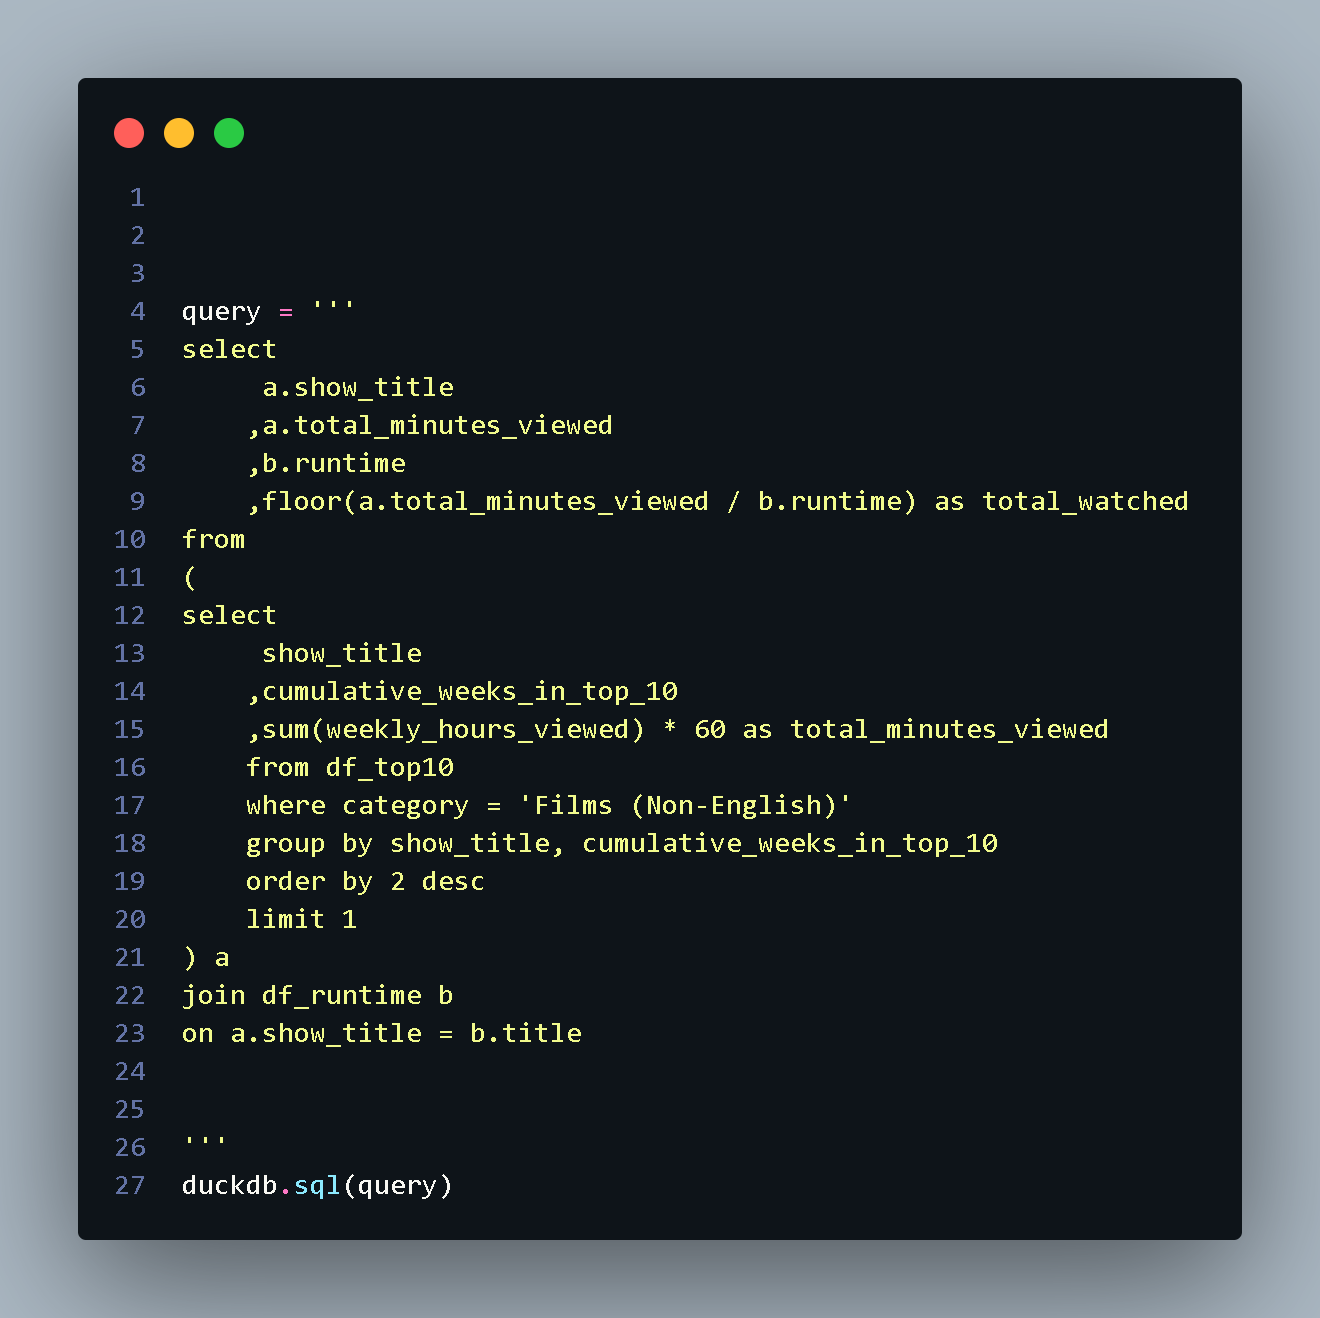 1
2
3
4 query = '''
5 select
6      a.show_title
7     ,a.total_minutes_viewed
8     ,b.runtime
9     ,floor(a.total_minutes_viewed / b.runtime) as total_watched
10 from
11 (
12 select
13      show_title
14     ,cumulative_weeks_in_top_10
15     ,sum(weekly_hours_viewed) * 60 as total_minutes_viewed
16     from df_top10
17     where category = 'Films (Non-English)'
18     group by show_title, cumulative_weeks_in_top_10
19     order by 2 desc
20     limit 1
21 ) a
22 join df_runtime b
23 on a.show_title = b.title
24
25
26 '''
27 duckdb.sql(query)